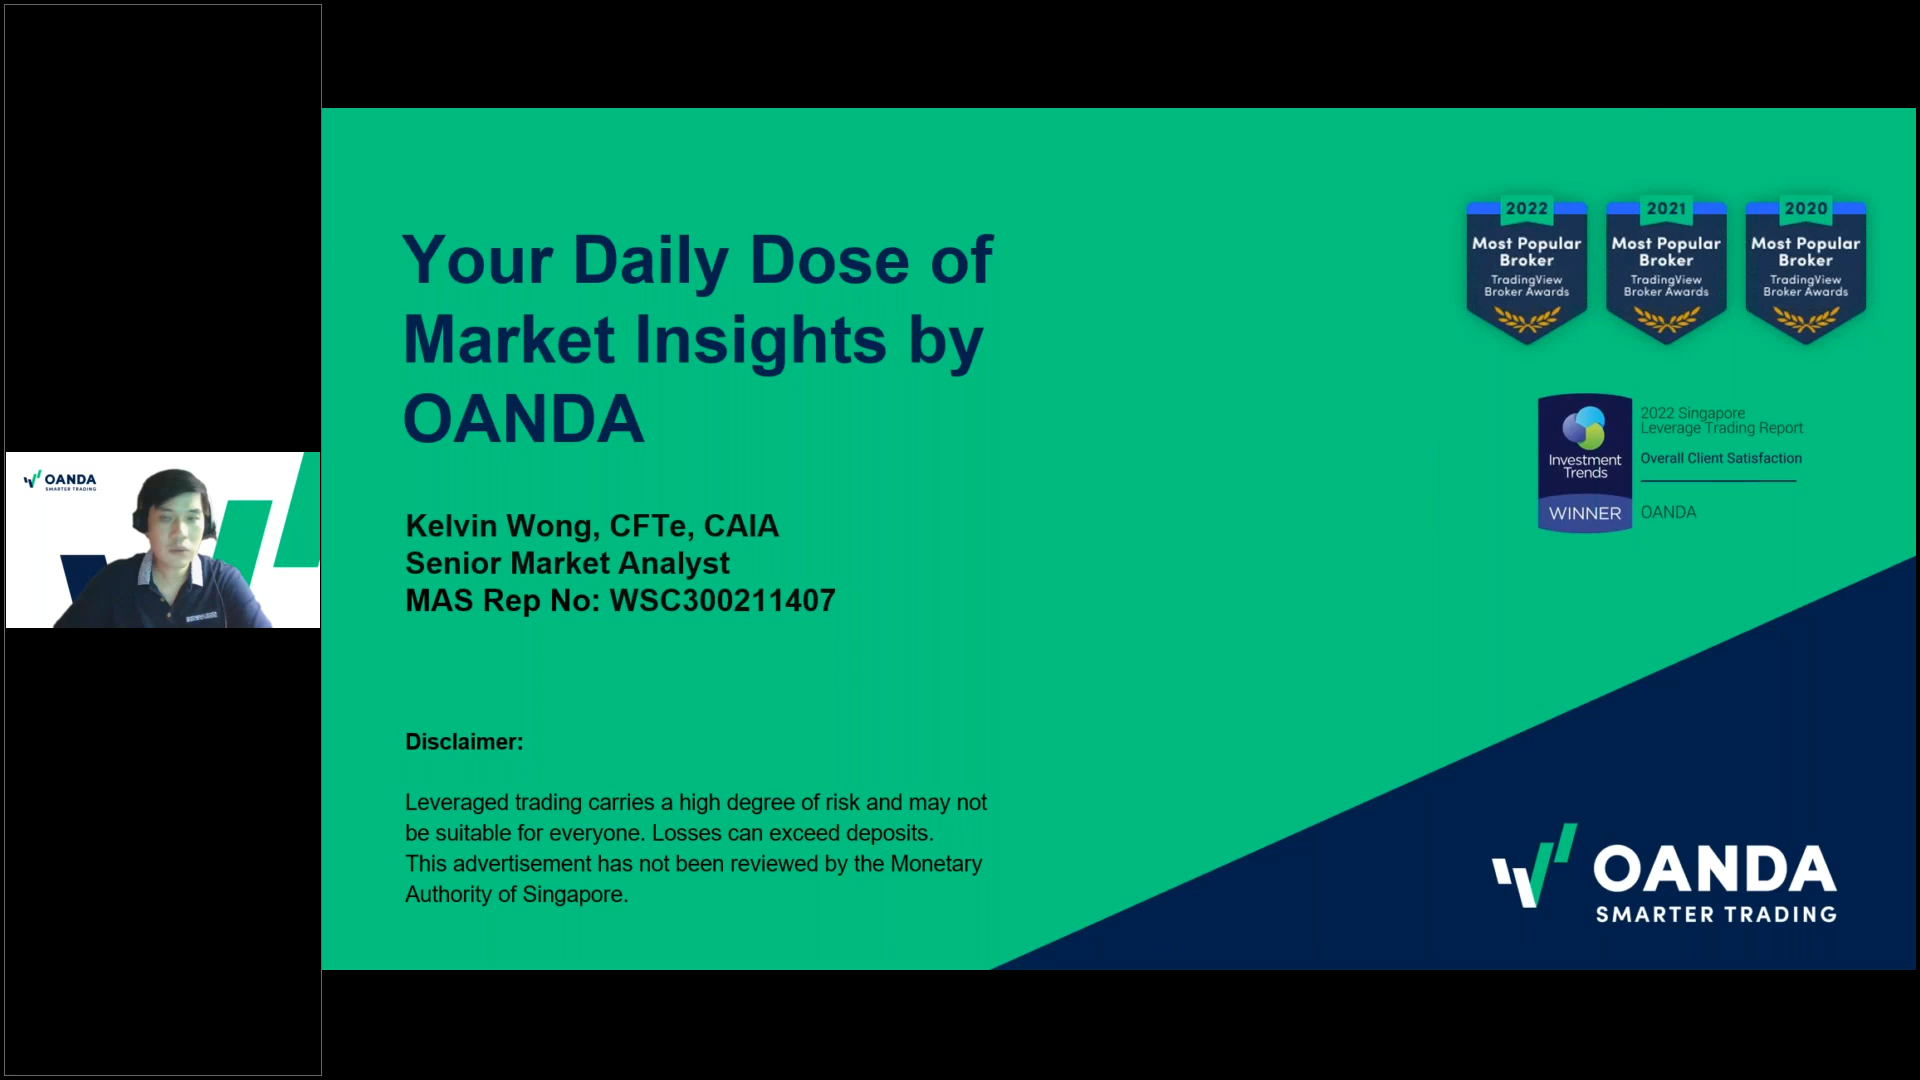 OANDA
SMARTER TRADING
Your Daily Dose of
Market Insights by
OANDA
Kelvin Wong, CFTe, CAIA
Senior Market Analyst
MAS Rep No: WSC300211407
Disclaimer:
Leveraged trading carries a high degree of risk and may not
be suitable for everyone. Losses can exceed deposits.
This advertisement has not been reviewed by the Monetary
Authority of Singapore.
2022
Most Popular
Broker
TradingView
Broker Awards
2021
Most Popular
Broker
TradingView
Broker Awards
2020
Most Popular
Broker
TradingView
Broker Awards
Investment
Trends
WINNER
2022 Singapore
Leverage Trading Report
Overall Client Satisfaction
OANDA
OANDA
SMARTER TRADING